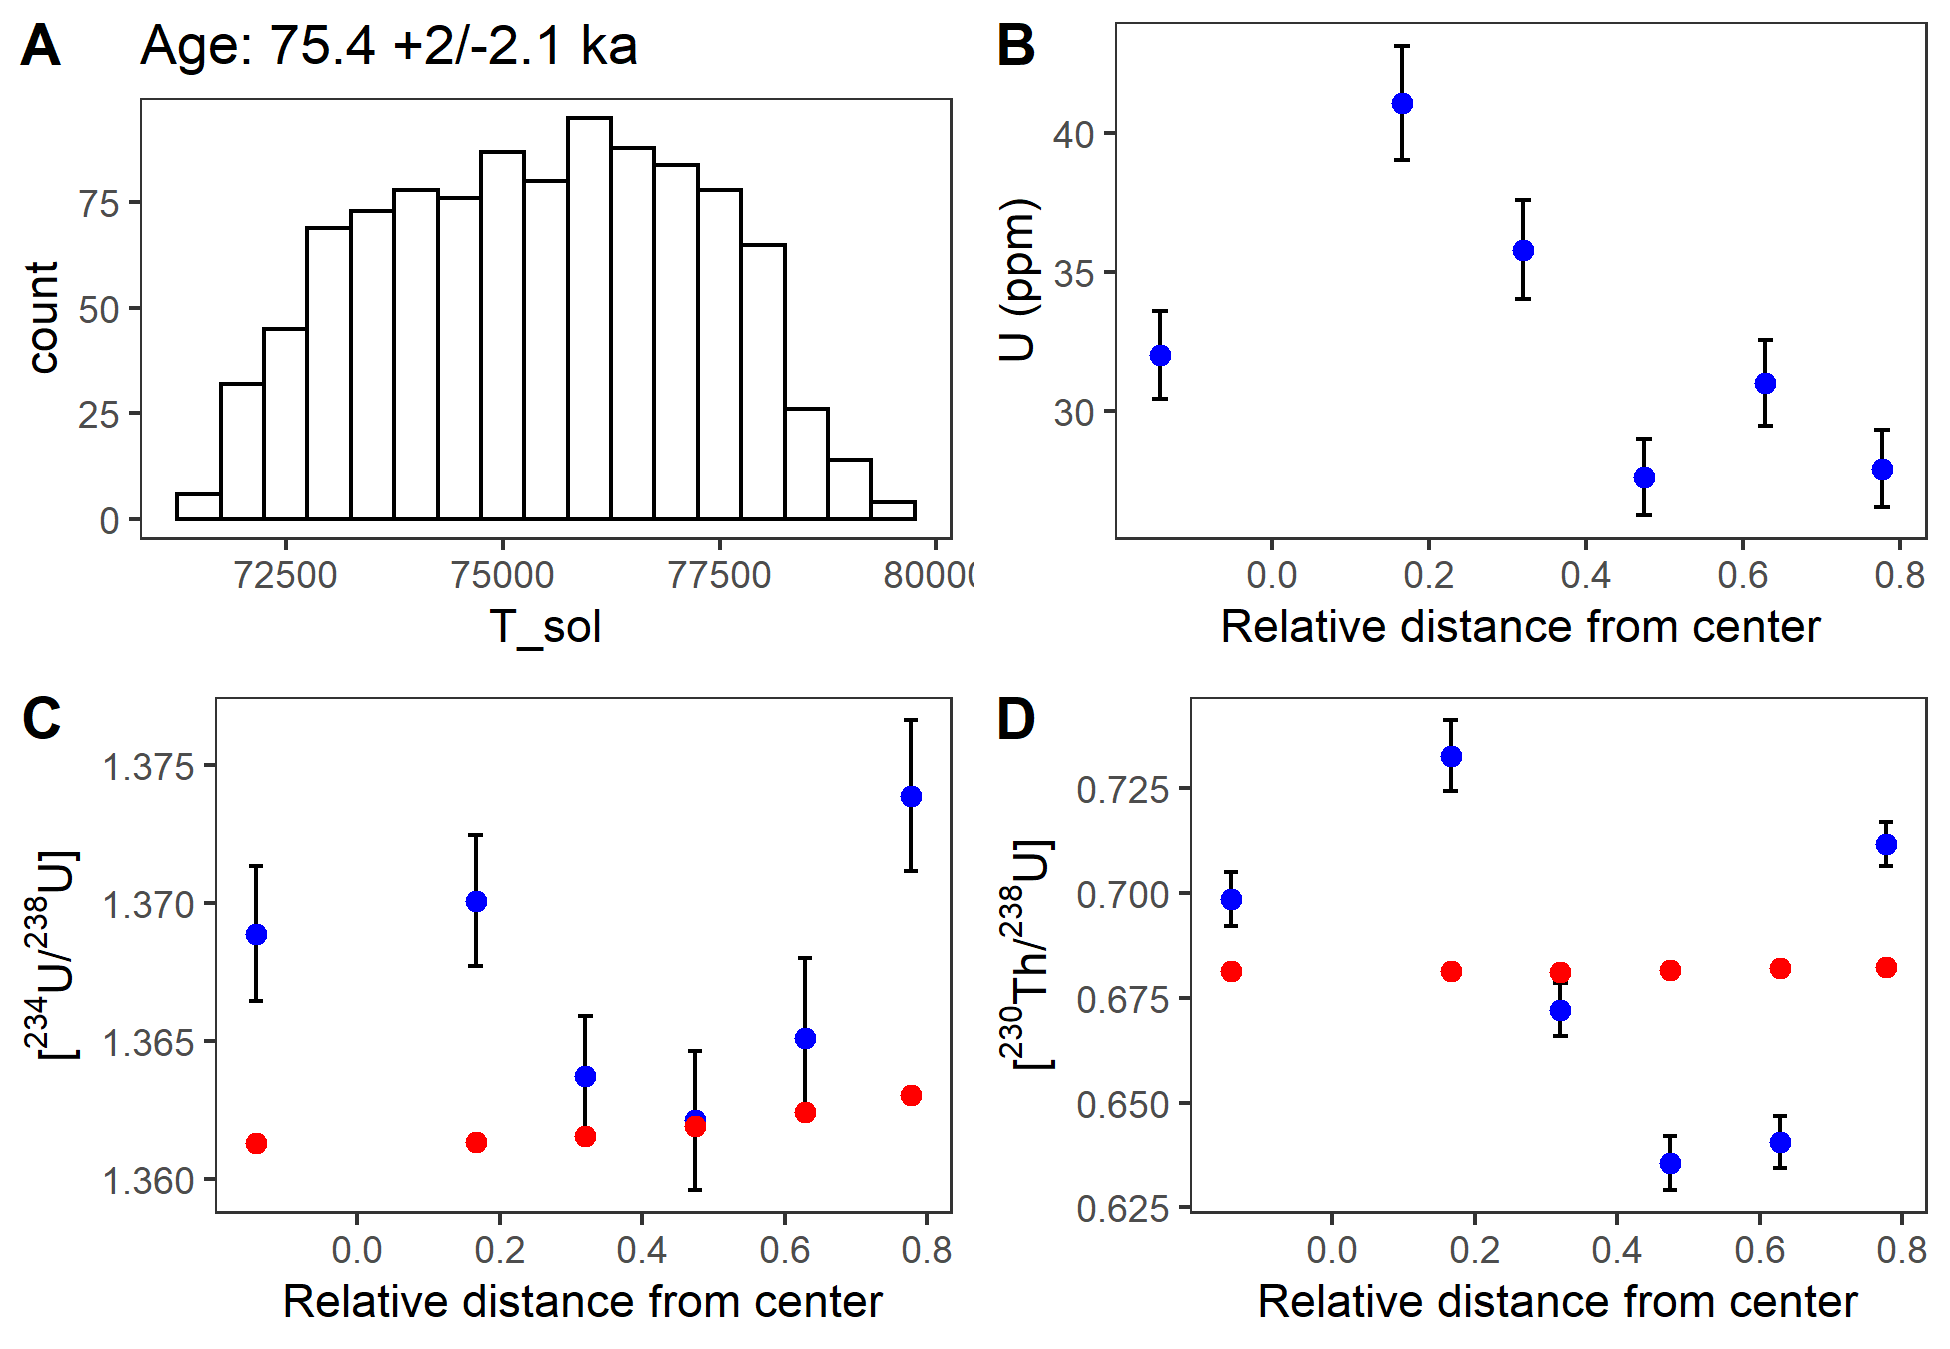 A
Age: 75.4 +2/-2.1 ka
count
75
50
25
0
72500 75000 77500 8000
T_sol
B
U (ppm)
40
35
30
0.0 0.2 0.4 0.6 0.8
Relative distance from center
C
[²³⁴U/²³⁸U]
1.375
1.370
1.365
1.360
0.0 0.2 0.4 0.6 0.8
Relative distance from center
D
[²³⁰Th/²³⁸U]
0.725
0.700
0.675
0.650
0.625
0.0 0.2 0.4 0.6 0.8
Relative distance from center